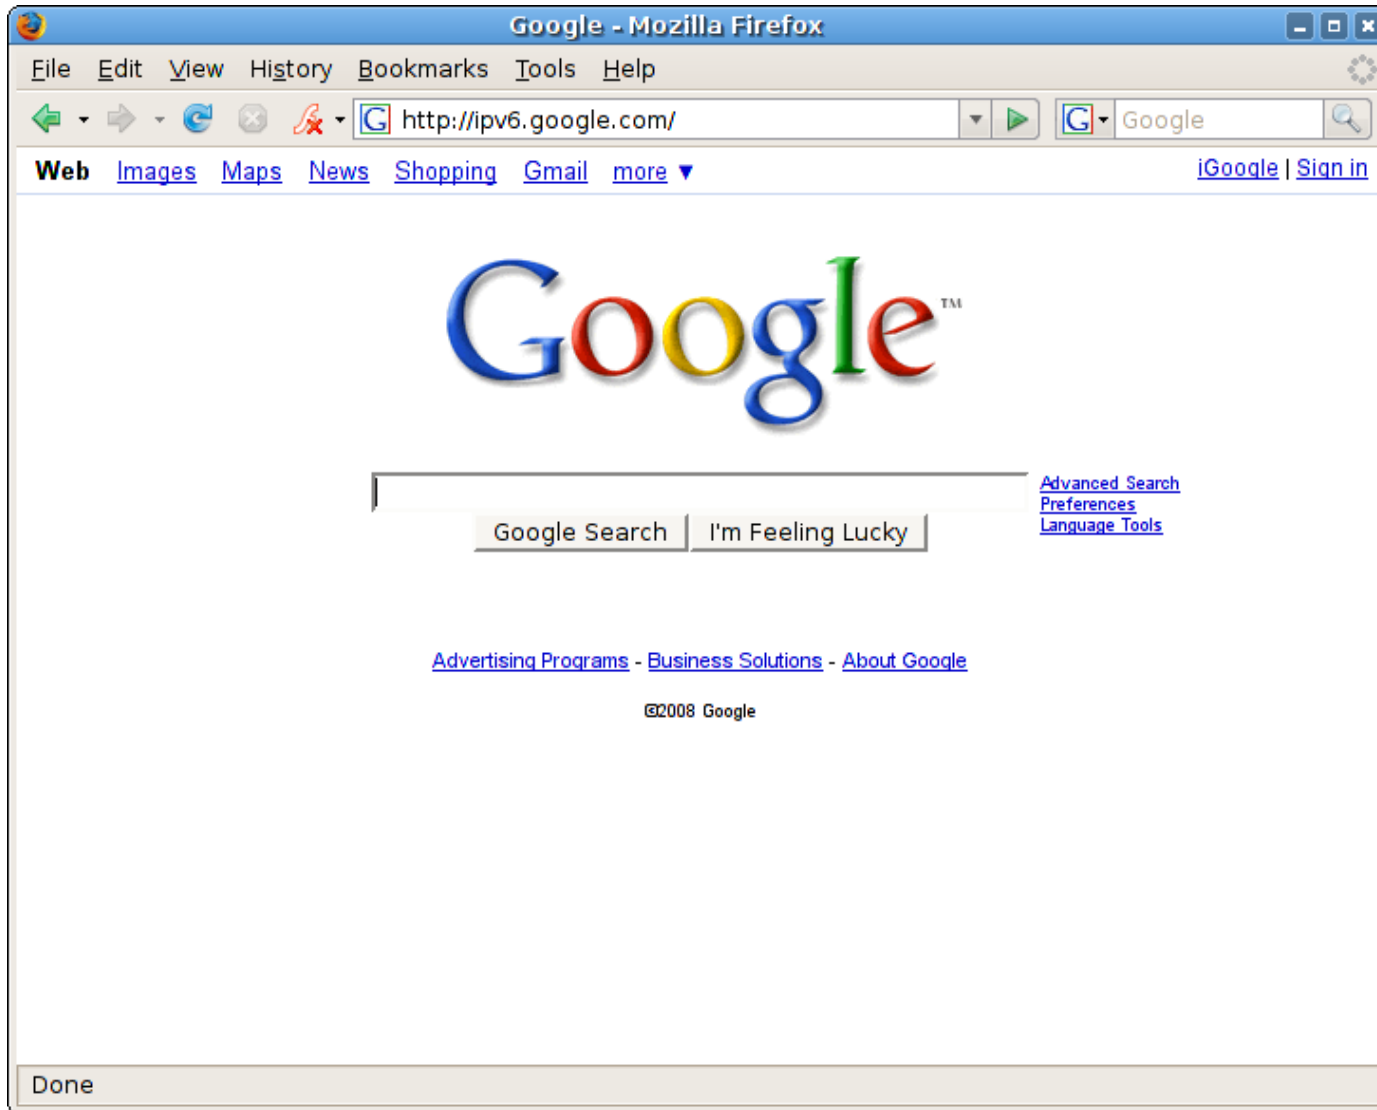 Google - Mozilla Firefox
File Edit View History Bookmarks Tools Help
G http://ipv6.google.com/ G Google
Web Images Maps News Shopping Gmail more ▼ iGoogle | Sign in
Google™
Advanced Search
Preferences
Language Tools
Google Search I'm Feeling Lucky
Advertising Programs - Business Solutions - About Google
©2008 Google
Done